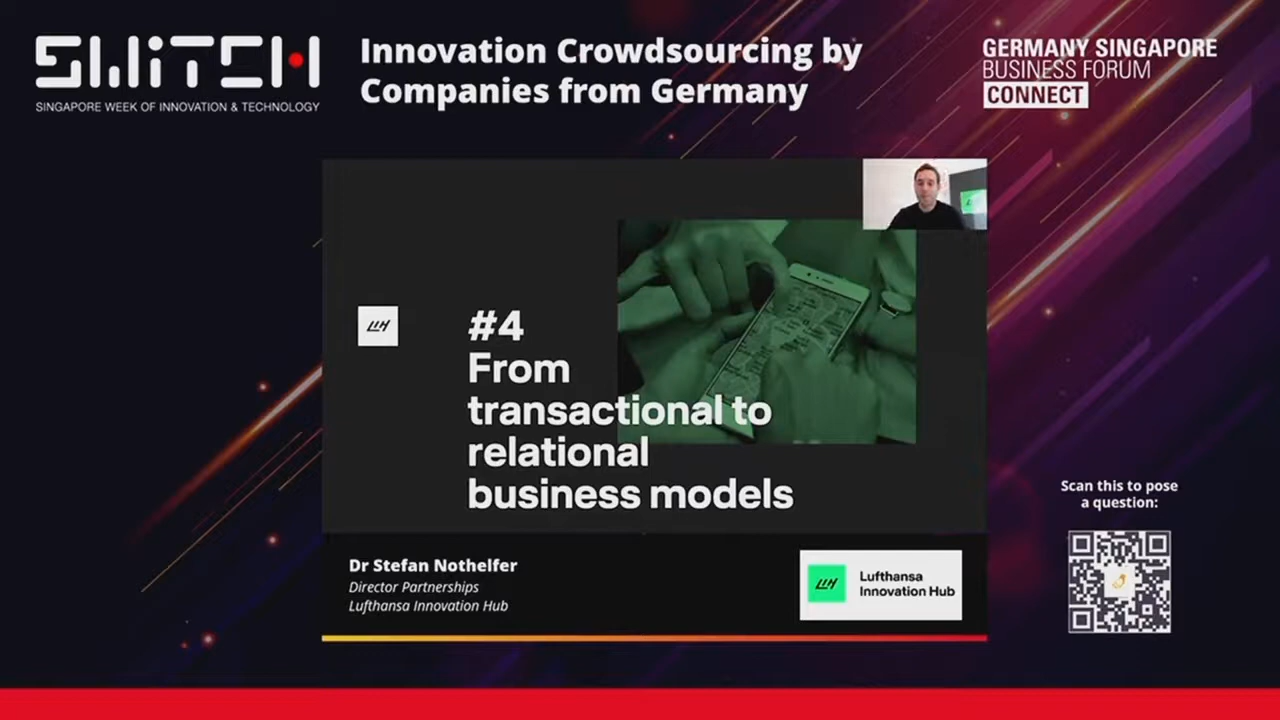 SWITCH
SINGAPORE WEEK OF INNOVATION & TECHNOLOGY
Innovation Crowdsourcing by
Companies from Germany
GERMANY SINGAPORE
BUSINESS FORUM
CONNECT
LIH
#4
From
transactional to
relational
business models
Dr Stefan Nothelfer
Director Partnerships
Lufthansa Innovation Hub
LIH
Lufthansa
Innovation Hub
Scan this to pose
a question: